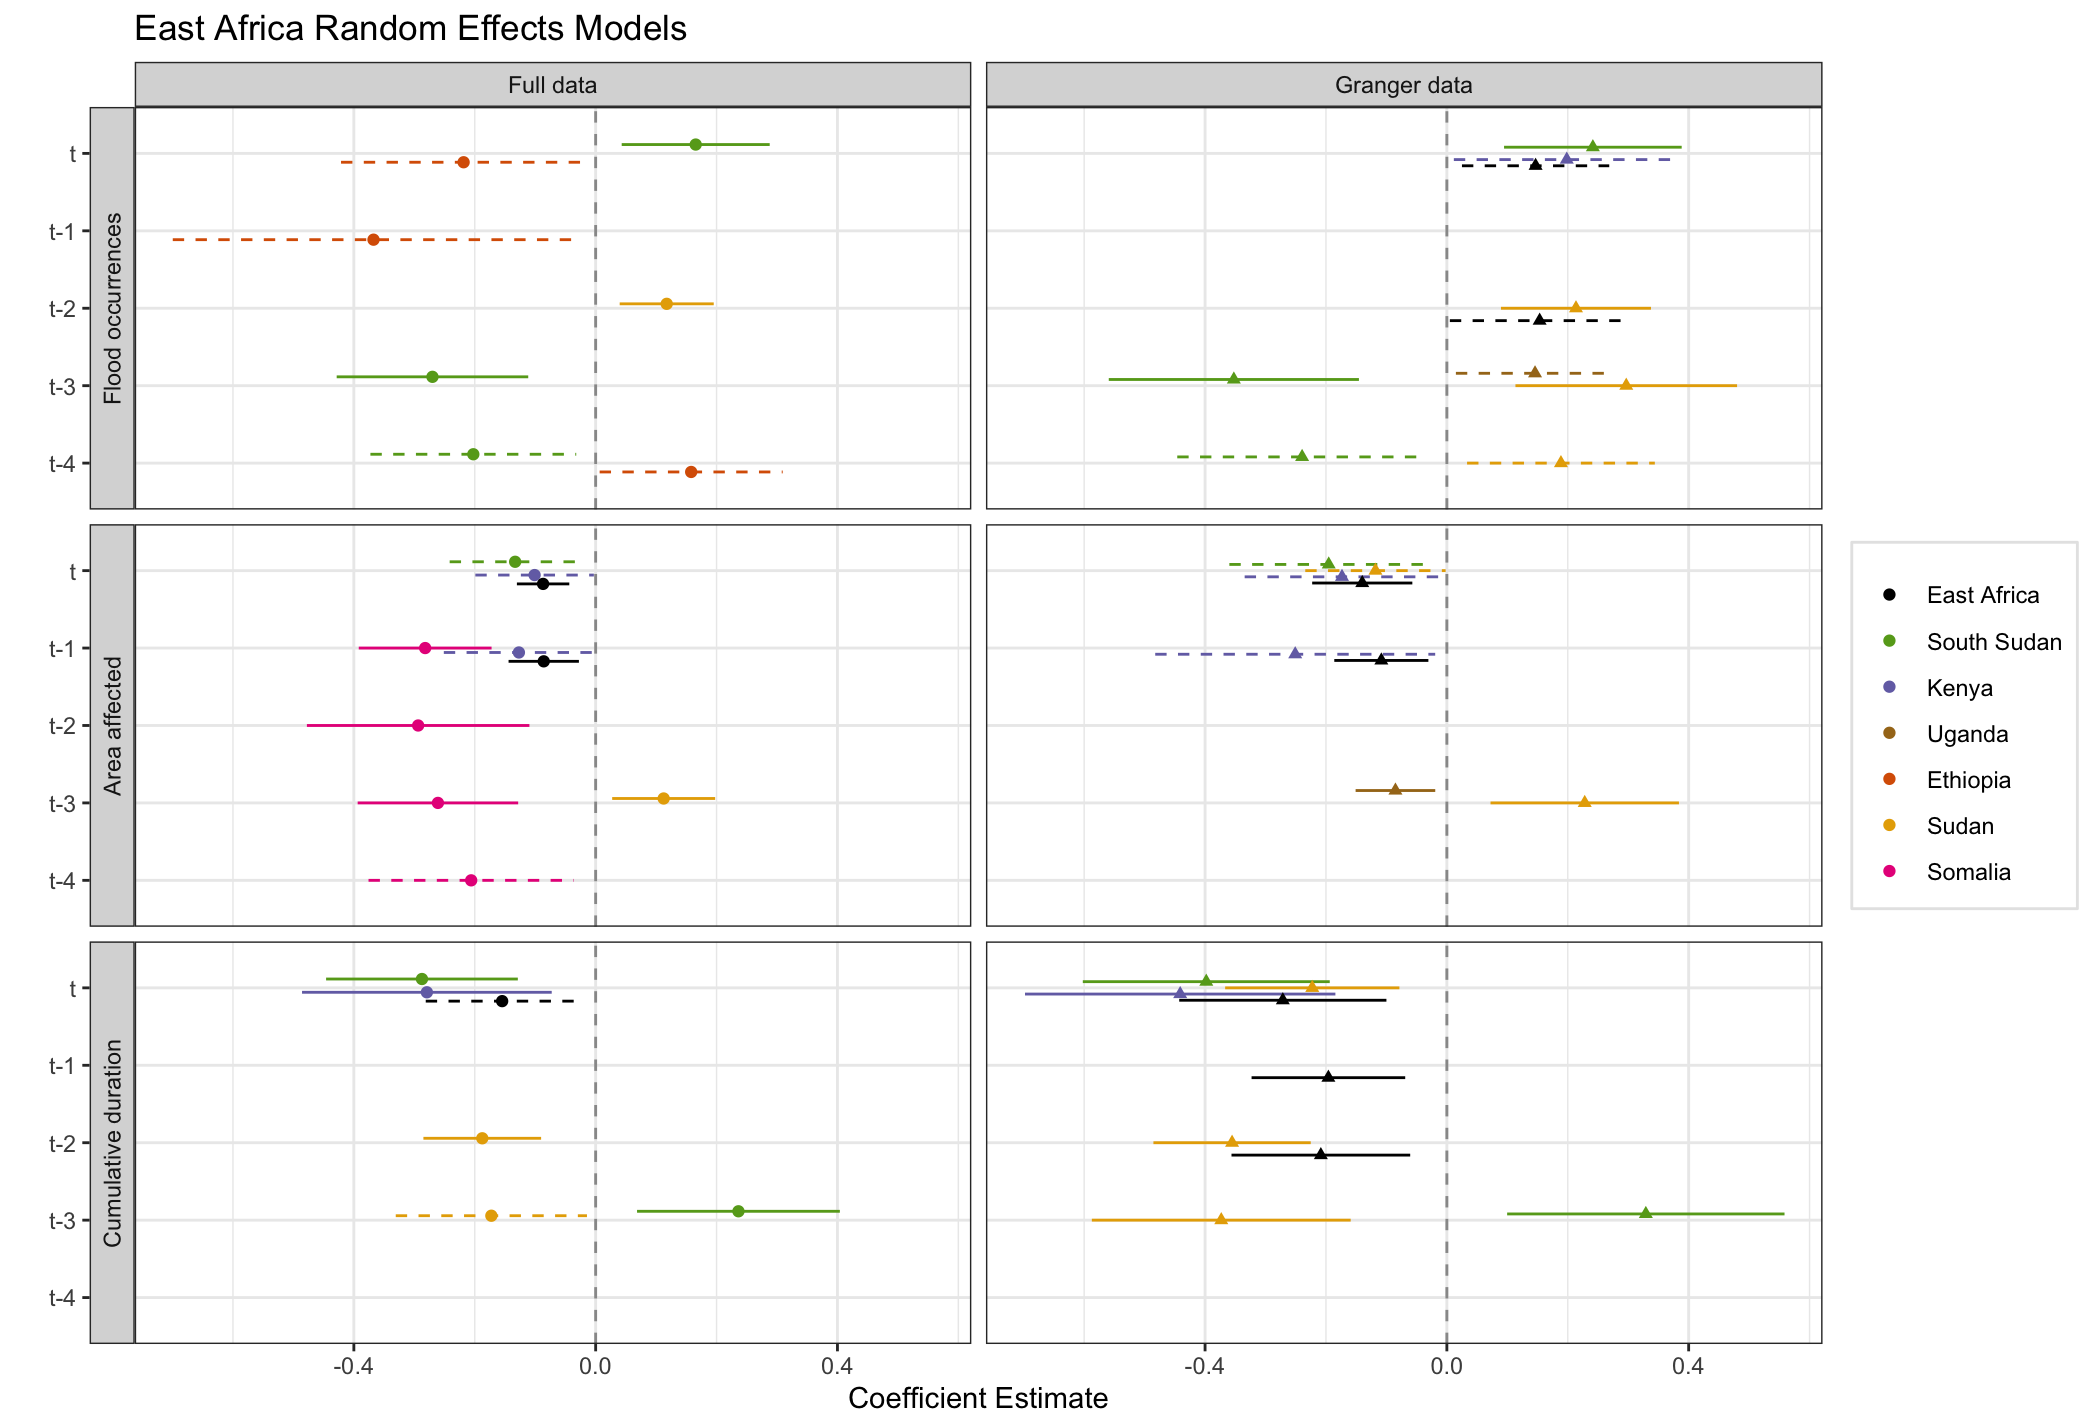 East Africa Random Effects Models
Full data
Granger data
Flood occurrences
t
t-1
t-2
t-3
t-4
Area affected
t
t-1
t-2
t-3
t-4
Cumulative duration
t
t-1
t-2
t-3
t-4
-0.4
0.0
0.4
-0.4
0.0
0.4
Coefficient Estimate
East Africa
South Sudan
Kenya
Uganda
Ethiopia
Sudan
Somalia